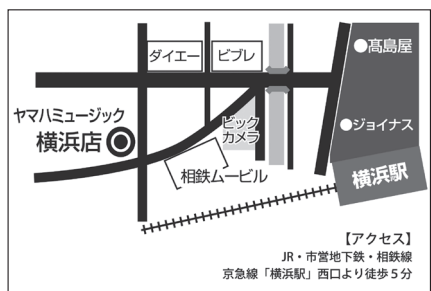 ダイエー
ビブレ
髙島屋
ヤマハミュージック
横浜店
ビック
カメラ
ジョイナス
相鉄ムービル
横浜駅
【アクセス】
JR・市営地下鉄・相鉄線
京急線「横浜駅」西口より徒歩5分